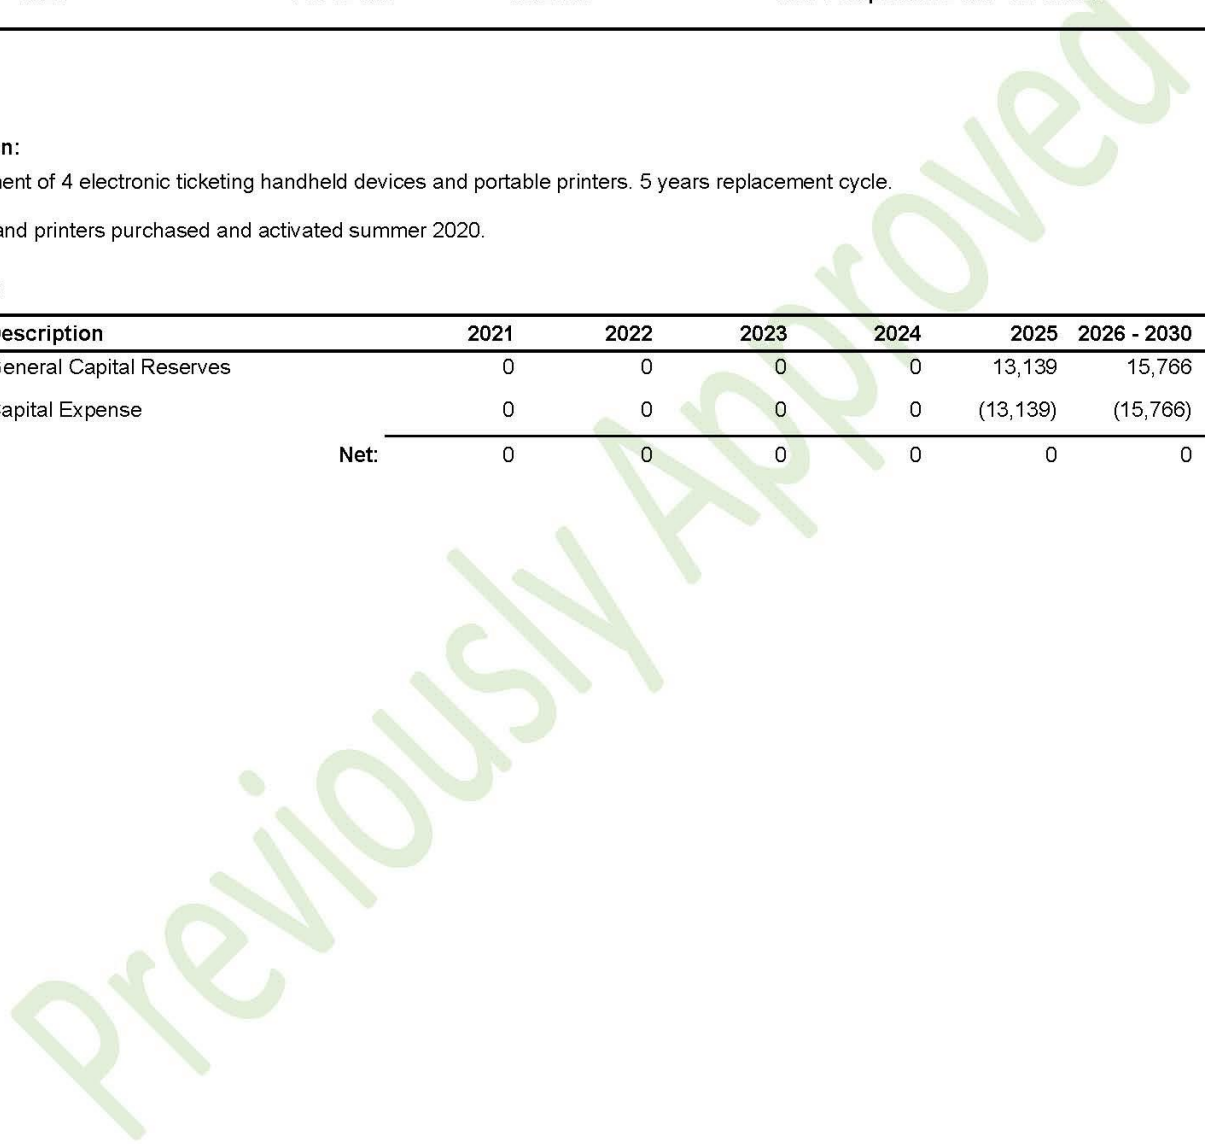 n:
ent of 4 electronic ticketing handheld devices and portable printers. 5 years replacement cycle.
and printers purchased and activated summer 2020.
escription 2021 2022 2023 2024 2025 2026 - 2030
eneral Capital Reserves 0 0 0 0 13,139 15,766
apital Expense 0 0 0 0 (13,139) (15,766)
Net: 0 0 0 0 0 0
Previously Approved